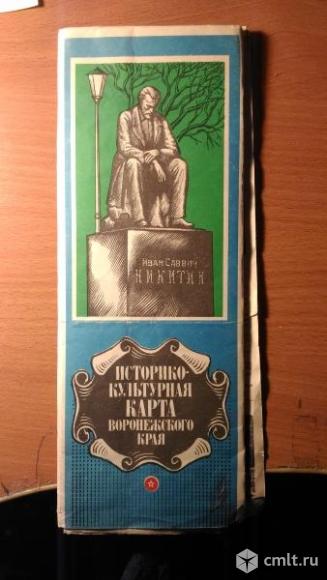 ИВАН САВВИЧ
НИКИТИН
ИСТОРИКО-
КУЛЬТУРНАЯ
КАРТА
ВОРОНЕЖСКОГО
КРАЯ
cmlt.ru